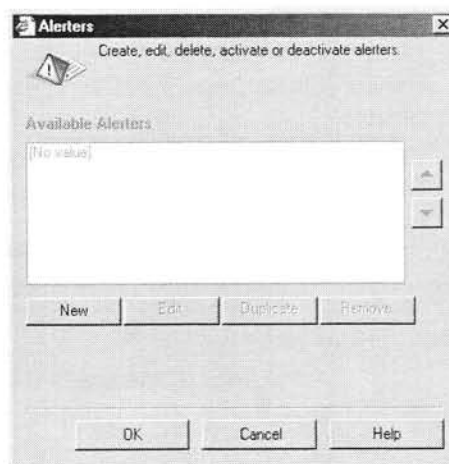 Alerters
Create, edit, delete, activate or deactivate alerters.
Available Alerters
[No value]
New
Edit
Duplicate
Remove
OK
Cancel
Help